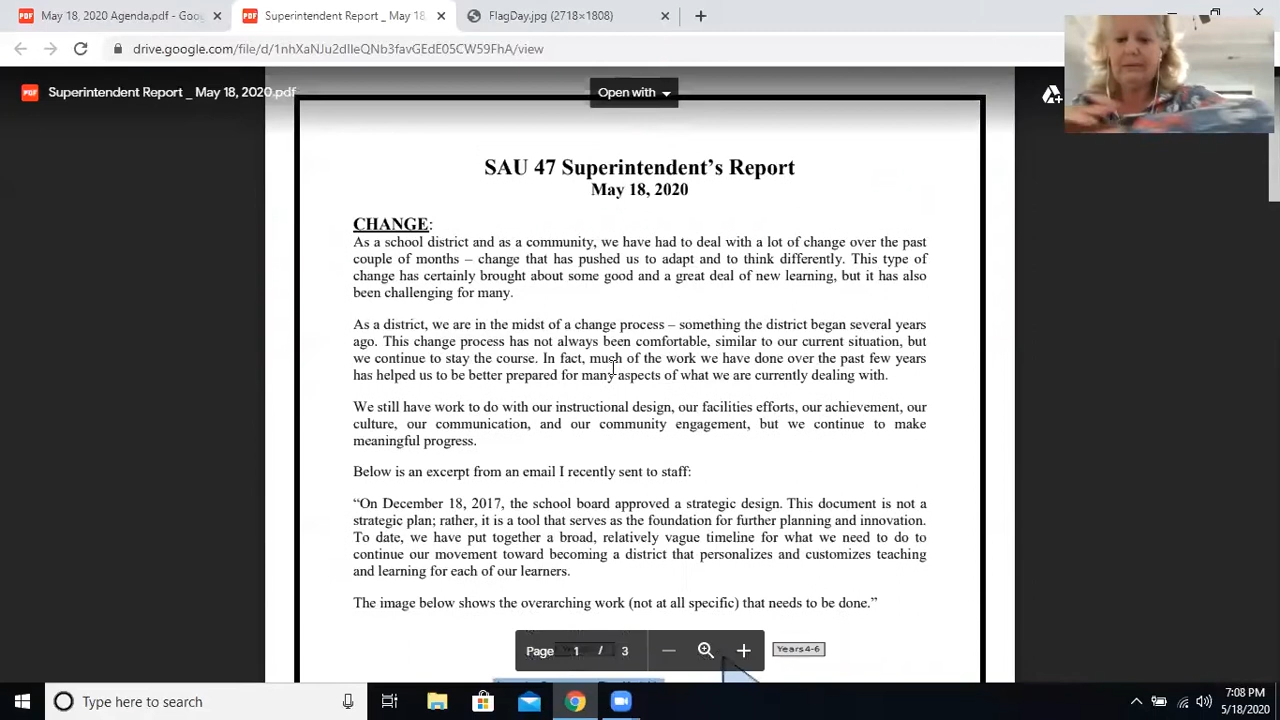 May 18, 2020 Agenda.pdf - Goo
Superintendent Report _ May 18,
FlagDay.jpg (2718×1808)
drive.google.com/file/d/1nhXaNJu2dIleQNb3favGEdE05CW59FhA/view
Superintendent Report _ May 18, 2020.pdf
Open with
SAU 47 Superintendent's Report
May 18, 2020
CHANGE:
As a school district and as a community, we have had to deal with a lot of change over the past
couple of months – change that has pushed us to adapt and to think differently. This type of
change has certainly brought about some good and a great deal of new learning, but it has also
been challenging for many.
As a district, we are in the midst of a change process – something the district began several years
ago. This change process has not always been comfortable, similar to our current situation, but
we continue to stay the course. In fact, much of the work we have done over the past few years
has helped us to be better prepared for many aspects of what we are currently dealing with.
We still have work to do with our instructional design, our facilities efforts, our achievement, our
culture, our communication, and our community engagement, but we continue to make
meaningful progress.
Below is an excerpt from an email I recently sent to staff:
“On December 18, 2017, the school board approved a strategic design. This document is not a
strategic plan; rather, it is a tool that serves as the foundation for further planning and innovation.
To date, we have put together a broad, relatively vague timeline for what we need to do to
continue our movement toward becoming a district that personalizes and customizes teaching
and learning for each of our learners.
The image below shows the overarching work (not at all specific) that needs to be done.”
Page 1 / 3
Years 4-6
Type here to search
7:08 PM
5/18/2020